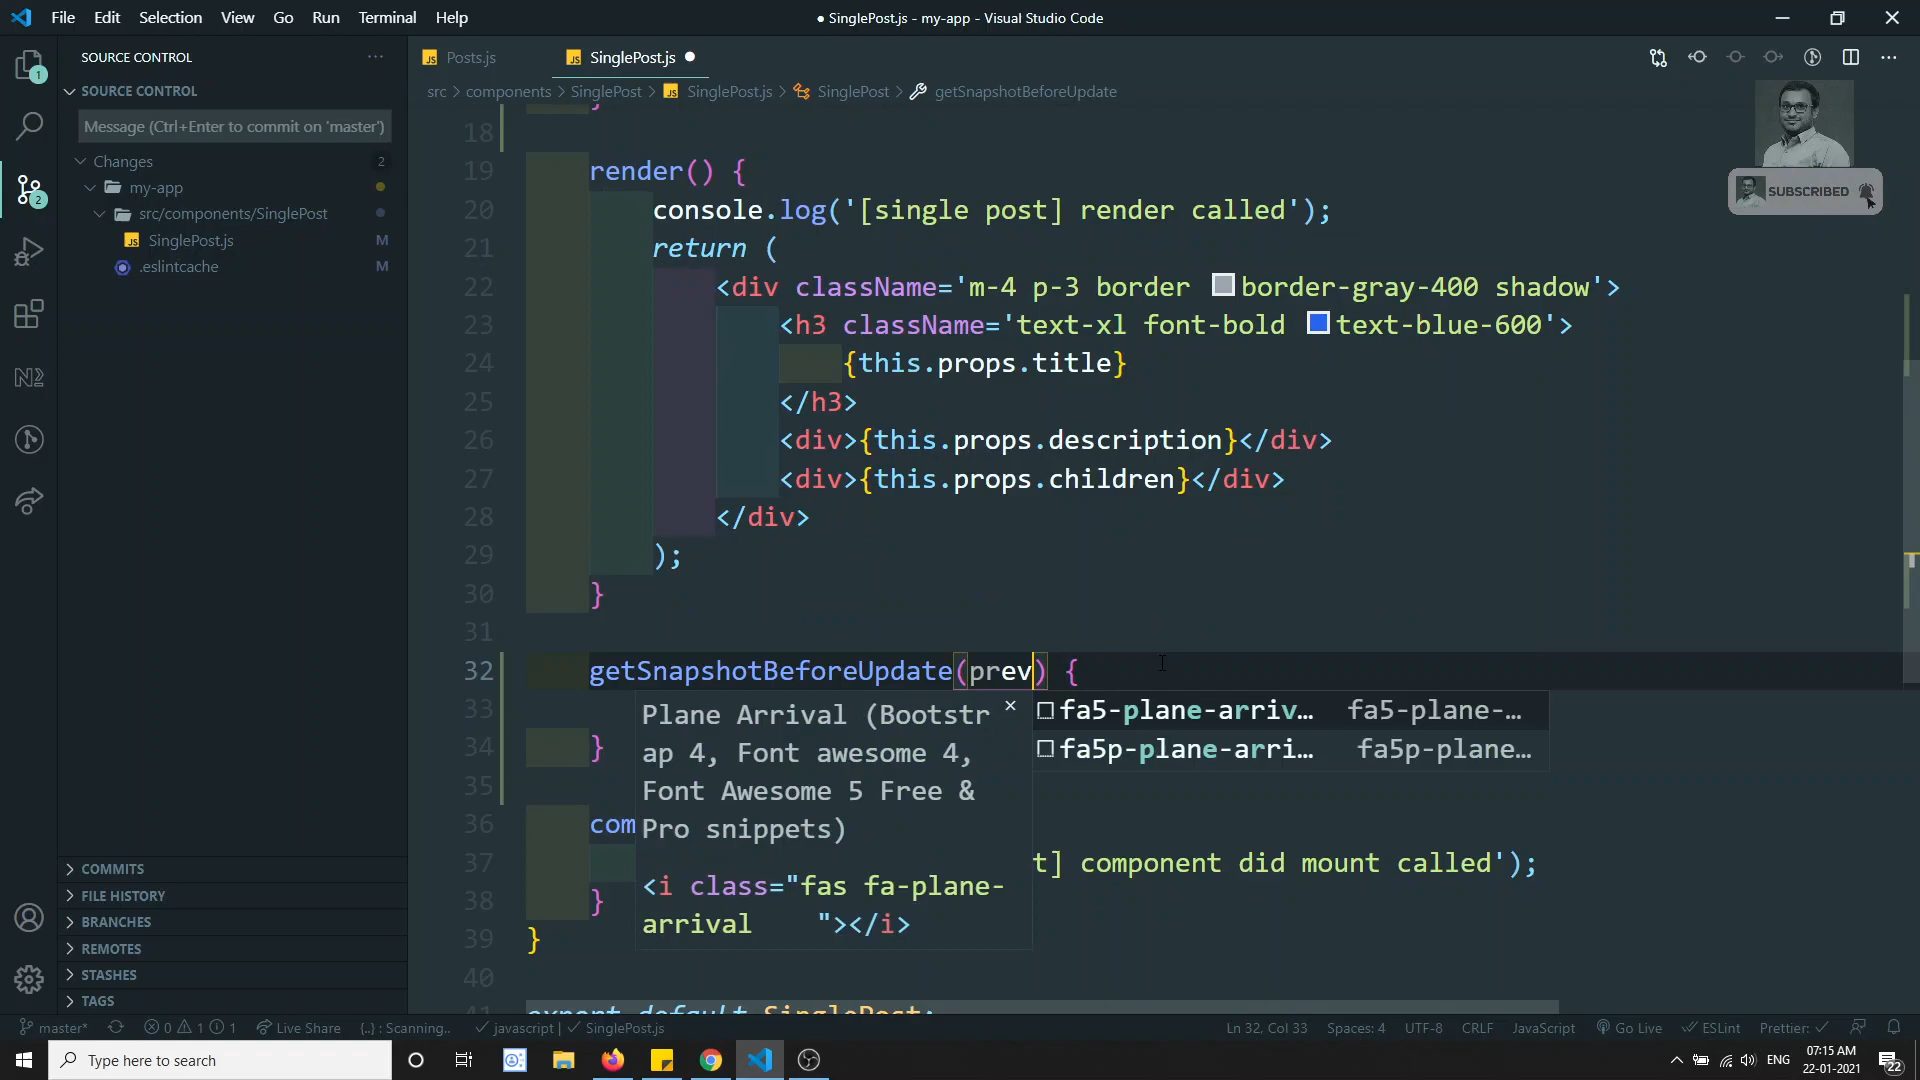 File Edit Selection View Go Run Terminal Help
● SinglePost.js - my-app - Visual Studio Code
SOURCE CONTROL ...
Posts.js
SinglePost.js ●
SOURCE CONTROL
src > components > SinglePost > SinglePost.js > SinglePost > getSnapshotBeforeUpdate
Message (Ctrl+Enter to commit on 'master')
Changes 2
my-app
src/components/SinglePost
SinglePost.js M
.eslintcache M
1
2
SUBSCRIBED
18
19 render() {
20 console.log('[single post] render called');
21 return (
22 <div className='m-4 p-3 border border-gray-400 shadow'>
23 <h3 className='text-xl font-bold text-blue-600'>
24 {this.props.title}
25 </h3>
26 <div>{this.props.description}</div>
27 <div>{this.props.children}</div>
28 </div>
29 );
30 }
31
32 getSnapshotBeforeUpdate(prev) {
33
34 }
35
36 com
37 t] component did mount called');
38 }
39 }
40
Plane Arrival (Bootstr
ap 4, Font awesome 4,
Font Awesome 5 Free &
Pro snippets)
<i class="fas fa-plane-
arrival "></i>
fa5-plane-arriv... fa5-plane-...
fa5p-plane-arri... fa5p-plane...
41 export default SinglePost;
COMMITS
FILE HISTORY
BRANCHES
REMOTES
STASHES
TAGS
master* 0 1 1 Live Share {..} : Scanning.. javascript | SinglePost.js
Ln 32, Col 33 Spaces: 4 UTF-8 CRLF JavaScript Go Live ESLint Prettier: ✓
Type here to search
ENG
07:15 AM
22-01-2021
22